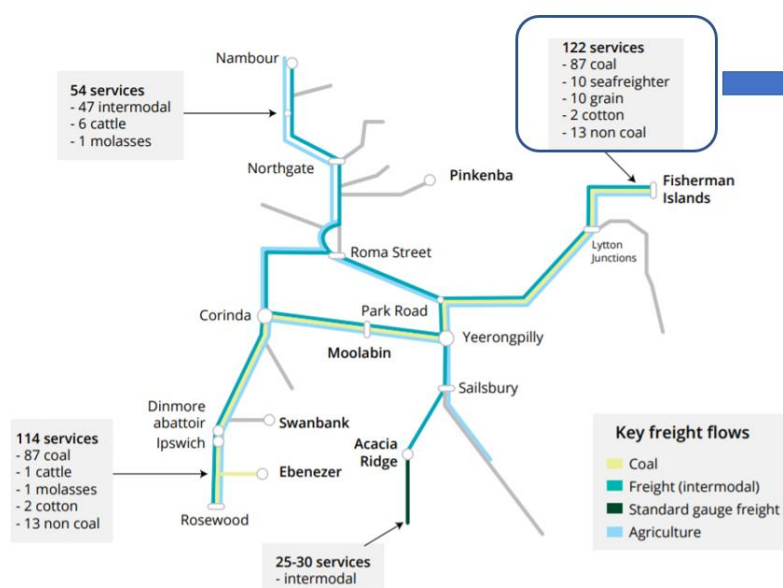 Nambour
54 services
- 47 intermodal
- 6 cattle
- 1 molasses
122 services
- 87 coal
- 10 seafreighter
- 10 grain
- 2 cotton
- 13 non coal
Northgate
Pinkenba
Fisherman
Islands
Roma Street
Lytton
Junctions
Corinda
Park Road
Moolabin
Yeerongpilly
Sailsbury
Dinmore
abattoir
Swanbank
Ipswich
Ebenezer
Acacia
Ridge
114 services
- 87 coal
- 1 cattle
- 1 molasses
- 2 cotton
- 13 non coal
Rosewood
25-30 services
- intermodal
Key freight flows
Coal
Freight (intermodal)
Standard gauge freight
Agriculture